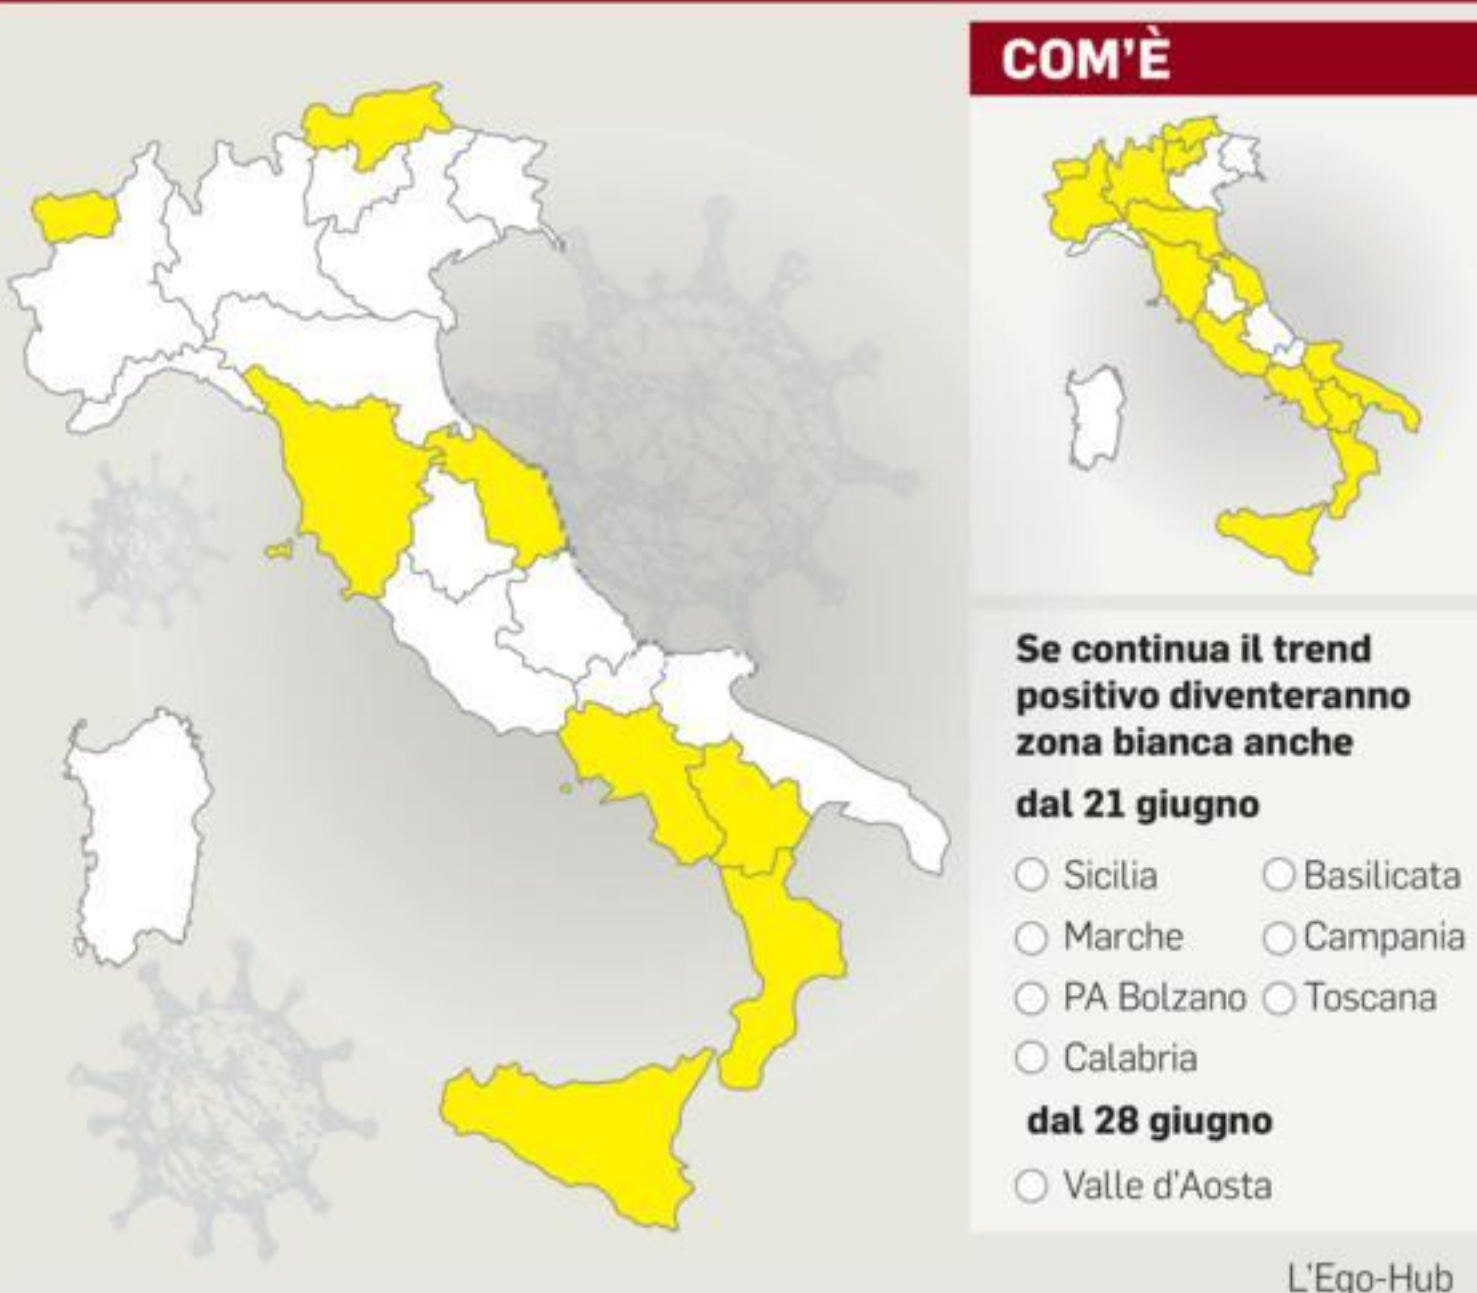 COM'È
Se continua il trend
positivo diventeranno
zona bianca anche
dal 21 giugno
Sicilia
Basilicata
Marche
Campania
PA Bolzano
Toscana
Calabria
dal 28 giugno
Valle d'Aosta
L'Ego-Hub